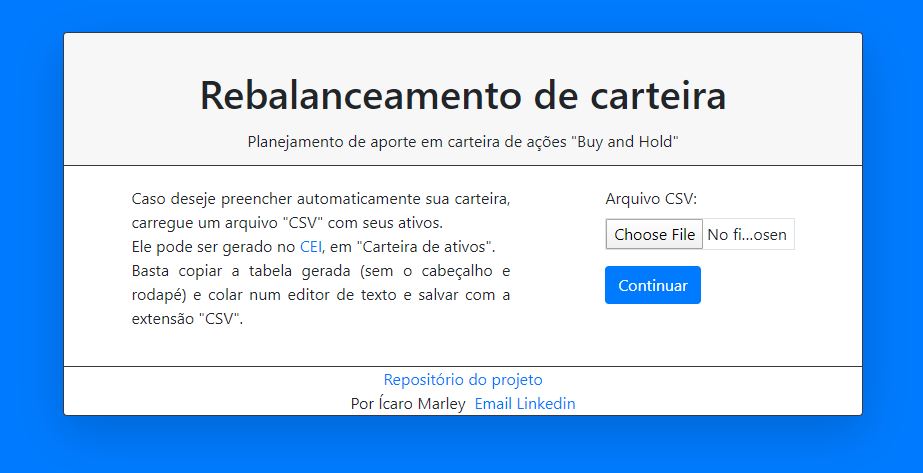 Rebalanceamento de carteira
Planejamento de aporte em carteira de ações "Buy and Hold"
Caso deseje preencher automaticamente sua carteira,
carregue um arquivo "CSV" com seus ativos.
Ele pode ser gerado no CEI, em "Carteira de ativos".
Basta copiar a tabela gerada (sem o cabeçalho e
rodapé) e colar num editor de texto e salvar com a
extensão "CSV".
Arquivo CSV:
Choose File No fi...osen
Continuar
Repositório do projeto
Por Ícaro Marley Email Linkedin